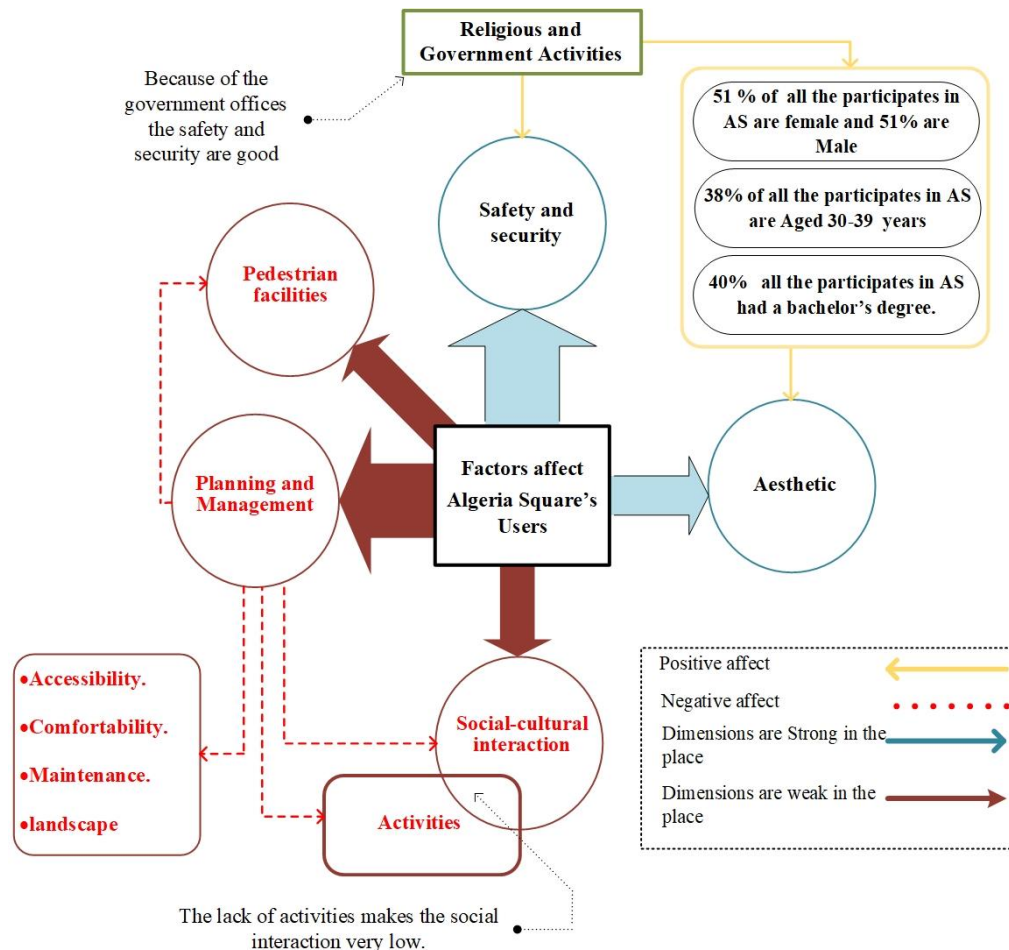 Religious and
Government Activities
Because of the
government offices
the safety and
security are good
51 % of all the participates in
AS are female and 51% are
Male
38% of all the participates in AS
are Aged 30-39 years
40% all the participates in AS
had a bachelor's degree.
Safety and
security
Pedestrian
facilities
Planning and
Management
Factors affect
Algeria Square's
Users
Aesthetic
•Accessibility.
•Comfortability.
•Maintenance.
•landscape
Social-cultural
interaction
Activities
The lack of activities makes the social
interaction very low.
Positive affect
Negative affect
Dimensions are Strong in the
place
Dimensions are weak in the
place